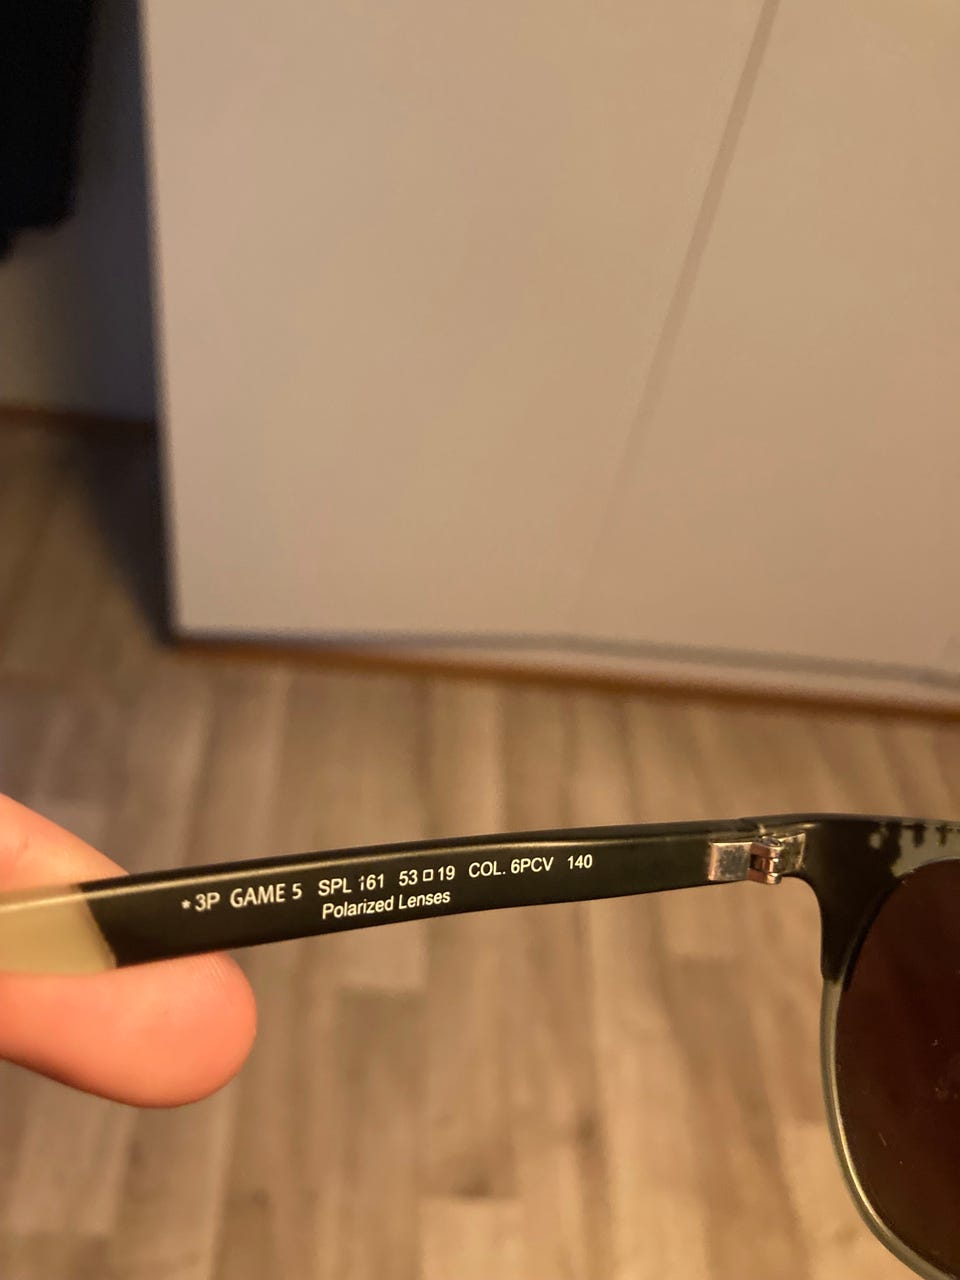 *3P GAME 5 SPL 161 53□19 COL. 6PCV 140
Polarized Lenses